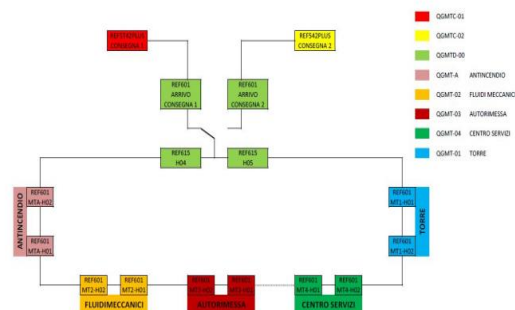 REF542PLUS
CONSEGNA 1
REF542PLUS
CONSEGNA 2
REF601
ARRIVO
CONSEGNA 1
REF601
ARRIVO
CONSEGNA 2
REF615
H04
REF615
H05
ANTINCENDIO
REF601
MTA-H02
REF601
MTA-H01
REF601
MT1-H01
REF601
MT1-H02
TORRE
REF601
MT2-H02
REF601
MT2-H01
FLUIDIMECCANICI
REF601
REF601
AUTORIMESSA
REF601
MT4-H01
REF601
MT4-H02
CENTRO SERVIZI
QGMTC-01
QGMTC-02
QGMTD-00
QGMT-A ANTINCENDIO
QGMT-02 FLUIDI MECCANICI
QGMT-03 AUTORIMESSA
QGMT-04 CENTRO SERVIZI
QGMT-01 TORRE